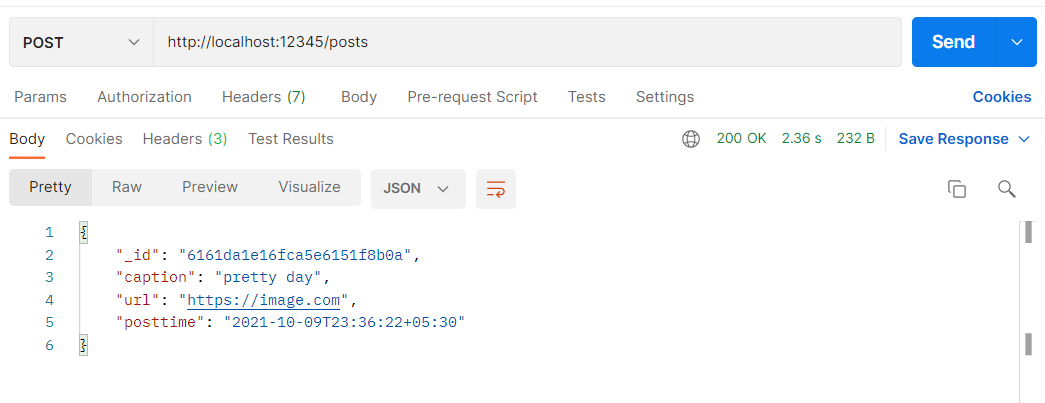 POST http://localhost:12345/posts Send
Params Authorization Headers (7) Body Pre-request Script Tests Settings Cookies
Body Cookies Headers (3) Test Results 200 OK 2.36 s 232 B Save Response
Pretty Raw Preview Visualize JSON
1 {
2 "_id": "6161da1e16fca5e6151f8b0a",
3 "caption": "pretty day",
4 "url": "https://image.com",
5 "posttime": "2021-10-09T23:36:22+05:30"
6 }